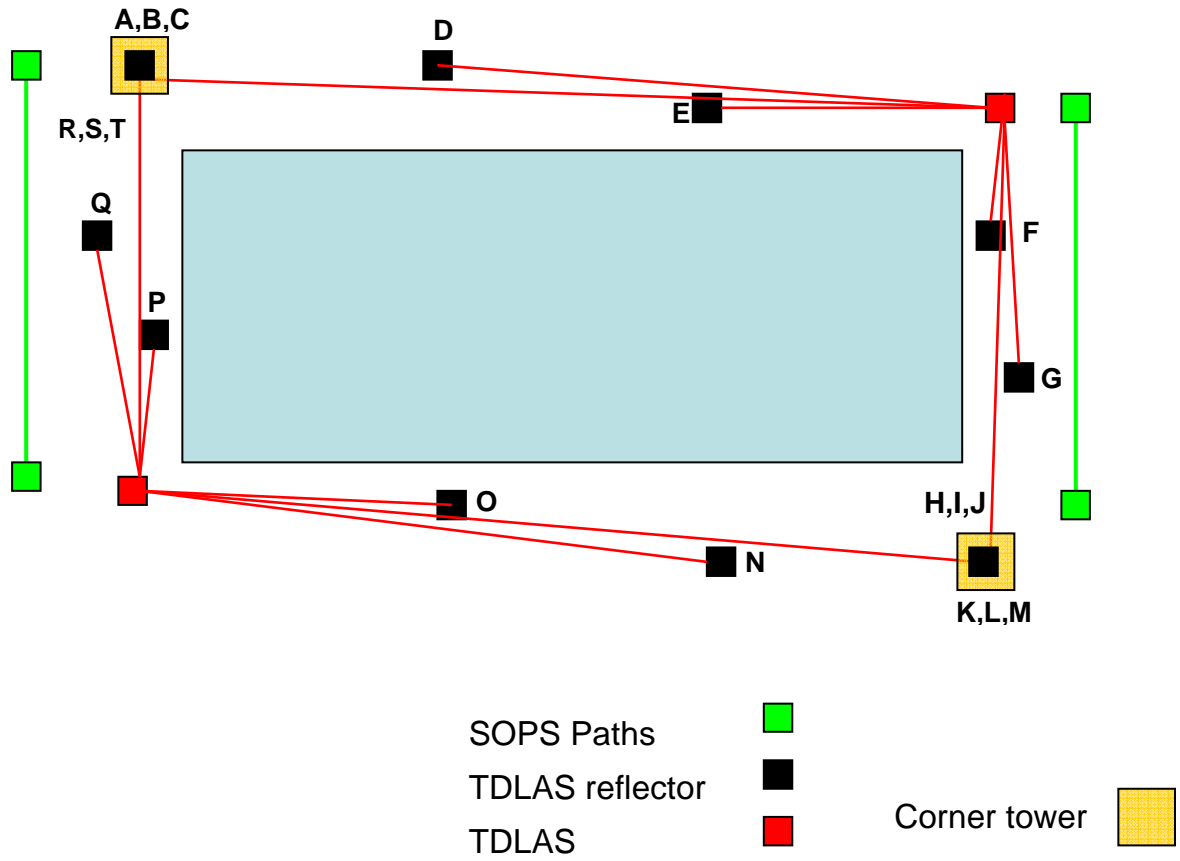 A,B,C
D
E
R,S,T
Q
F
P
G
O
H,I,J
N
K,L,M
SOPS Paths
TDLAS reflector
TDLAS
Corner tower